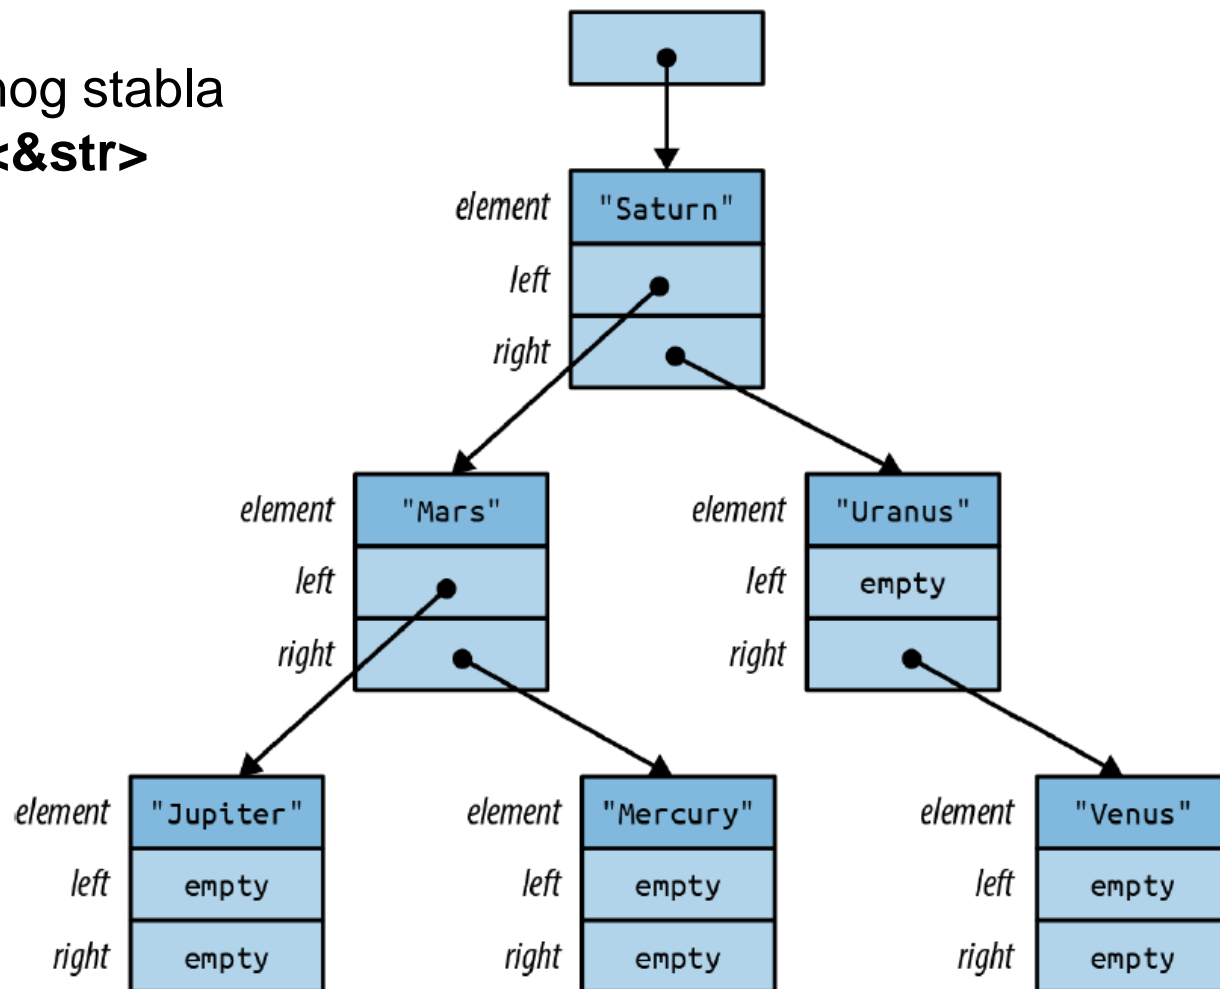 nog stabla
<&str>
element "Saturn"
left
right
element "Mars" element "Uranus"
left left empty
right right
element "Jupiter" element "Mercury" element "Venus"
left empty left empty left empty
right empty right empty right empty